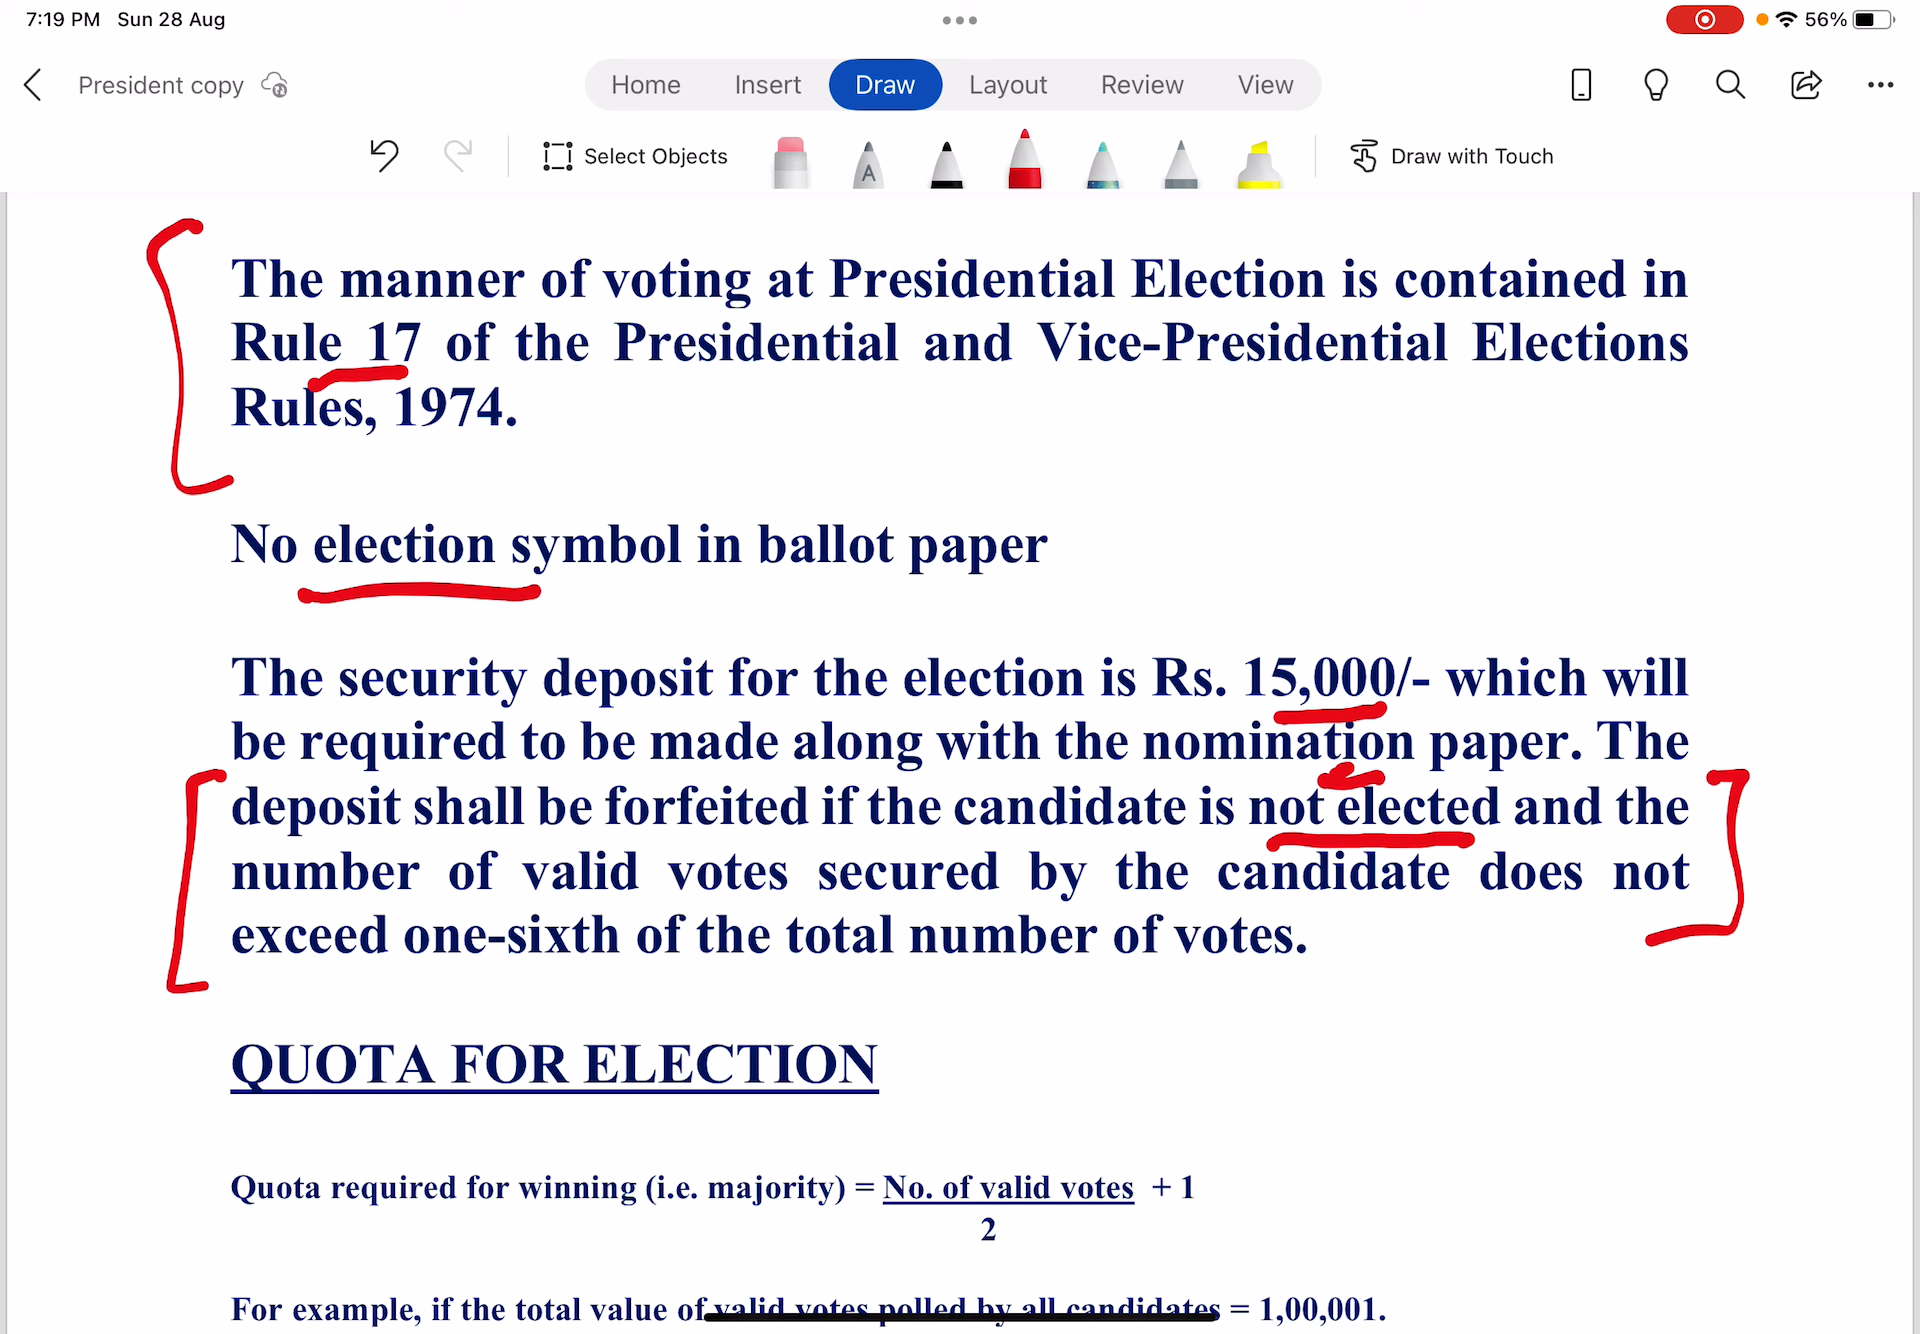 7:19 PM Sun 28 Aug
56%
President copy
Home Insert Draw Layout Review View
Select Objects
A
Draw with Touch
The manner of voting at Presidential Election is contained in
Rule 17 of the Presidential and Vice-Presidential Elections
Rules, 1974.
No election symbol in ballot paper
The security deposit for the election is Rs. 15,000/- which will
be required to be made along with the nomination paper. The
deposit shall be forfeited if the candidate is not elected and the
number of valid votes secured by the candidate does not
exceed one-sixth of the total number of votes.
QUOTA FOR ELECTION
Quota required for winning (i.e. majority) = No. of valid votes + 1
2
For example, if the total value of valid votes polled by all candidates = 1,00,001.